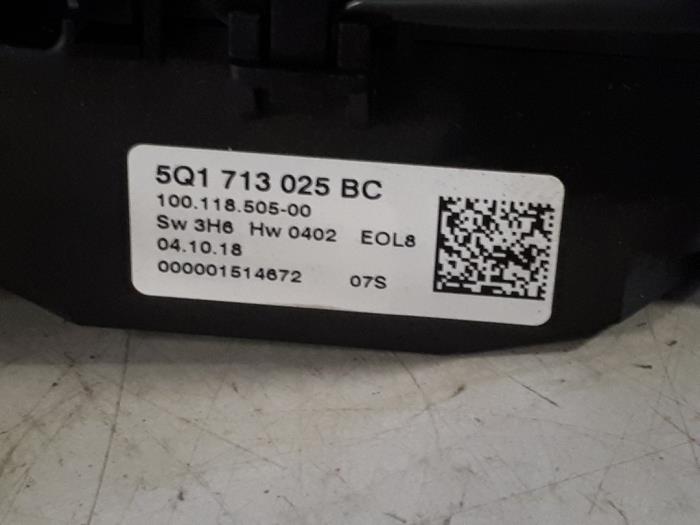 5Q1 713 025 BC
100.118.505-00
Sw 3H6 Hw 0402 EOL8
04.10.18
000001514672 07S